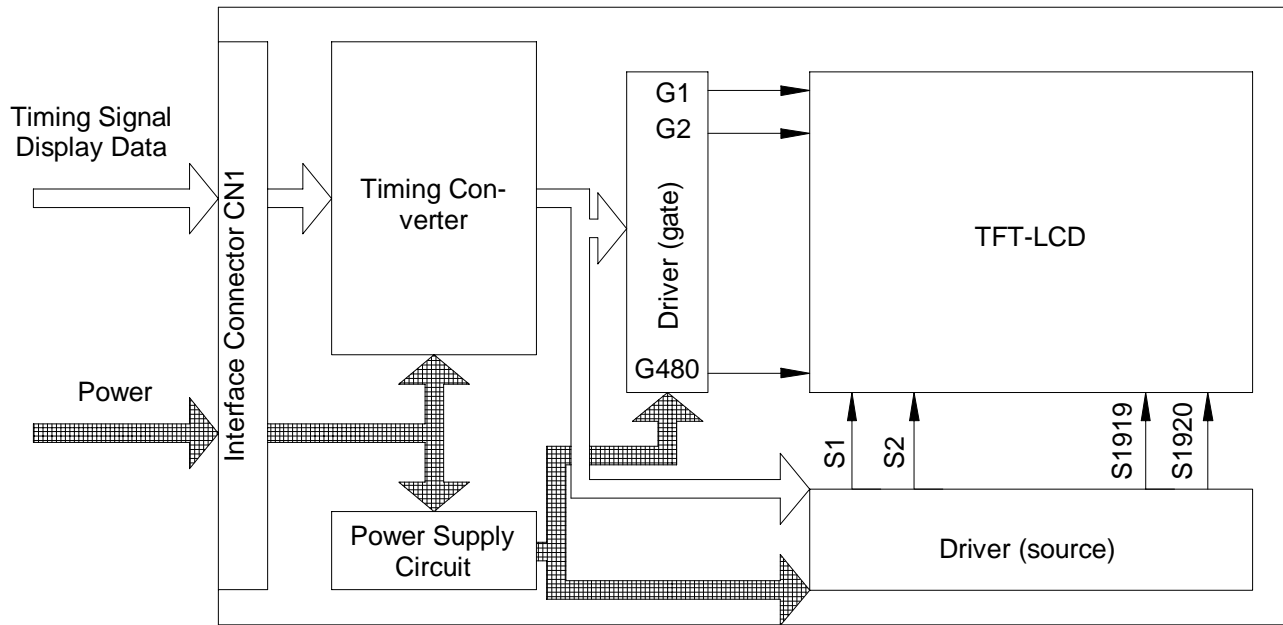 Timing Signal
Display Data
Power
Interface Connector CN1
Timing Con-
verter
Power Supply
Circuit
G1
G2
Driver (gate)
G480
TFT-LCD
S1
S2
S1919
S1920
Driver (source)